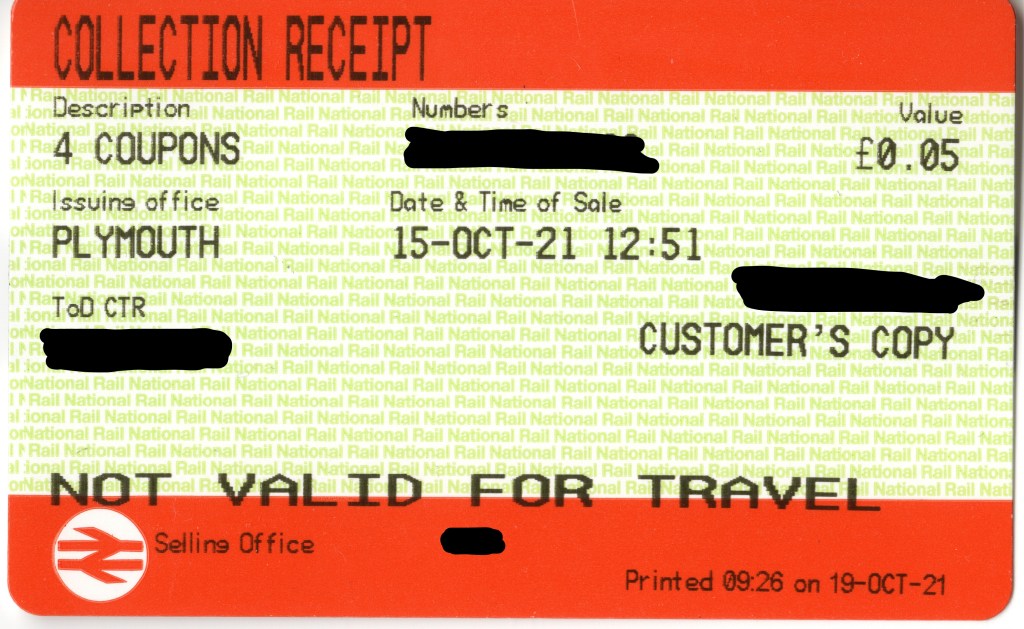 COLLECTION RECEIPT
Description Numbers Value
4 COUPONS £0.05
Issuing office Date & Time of Sale
PLYMOUTH 15-OCT-21 12:51
ToD CTR
CUSTOMER'S COPY
NOT VALID FOR TRAVEL
Selling Office
Printed 09:26 on 19-OCT-21